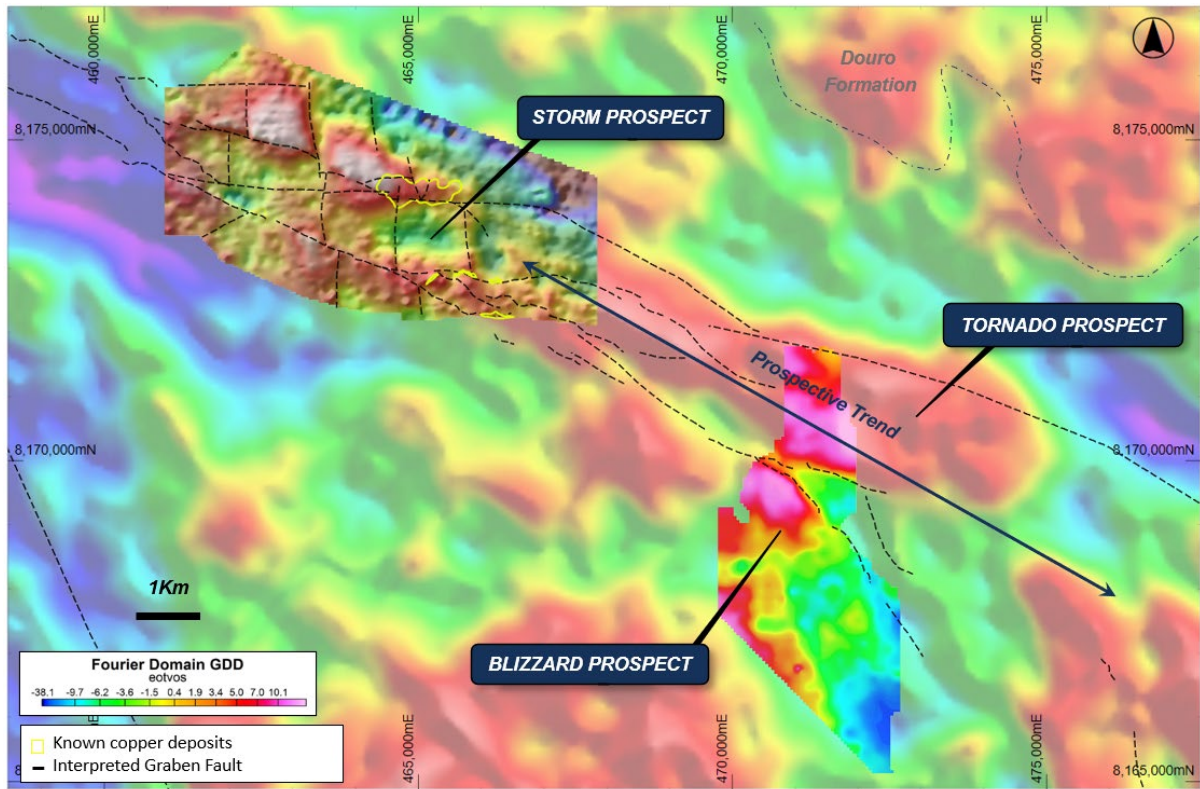 460,000mE
465,000mE
470,000mE
475,000mE
Douro
Formation
8,175,000mN
8,175,000mN
STORM PROSPECT
TORNADO PROSPECT
Prospective Trend
8,170,000mN
8,170,000mN
1Km
BLIZZARD PROSPECT
Fourier Domain GDD
eotvos
-38.1 -9.7 -6.2 -3.6 -1.5 0.4 1.9 3.4 5.0 7.0 10.1
Known copper deposits
Interpreted Graben Fault
460,000mE
465,000mE
470,000mE
475,000mE
8,165,000mN